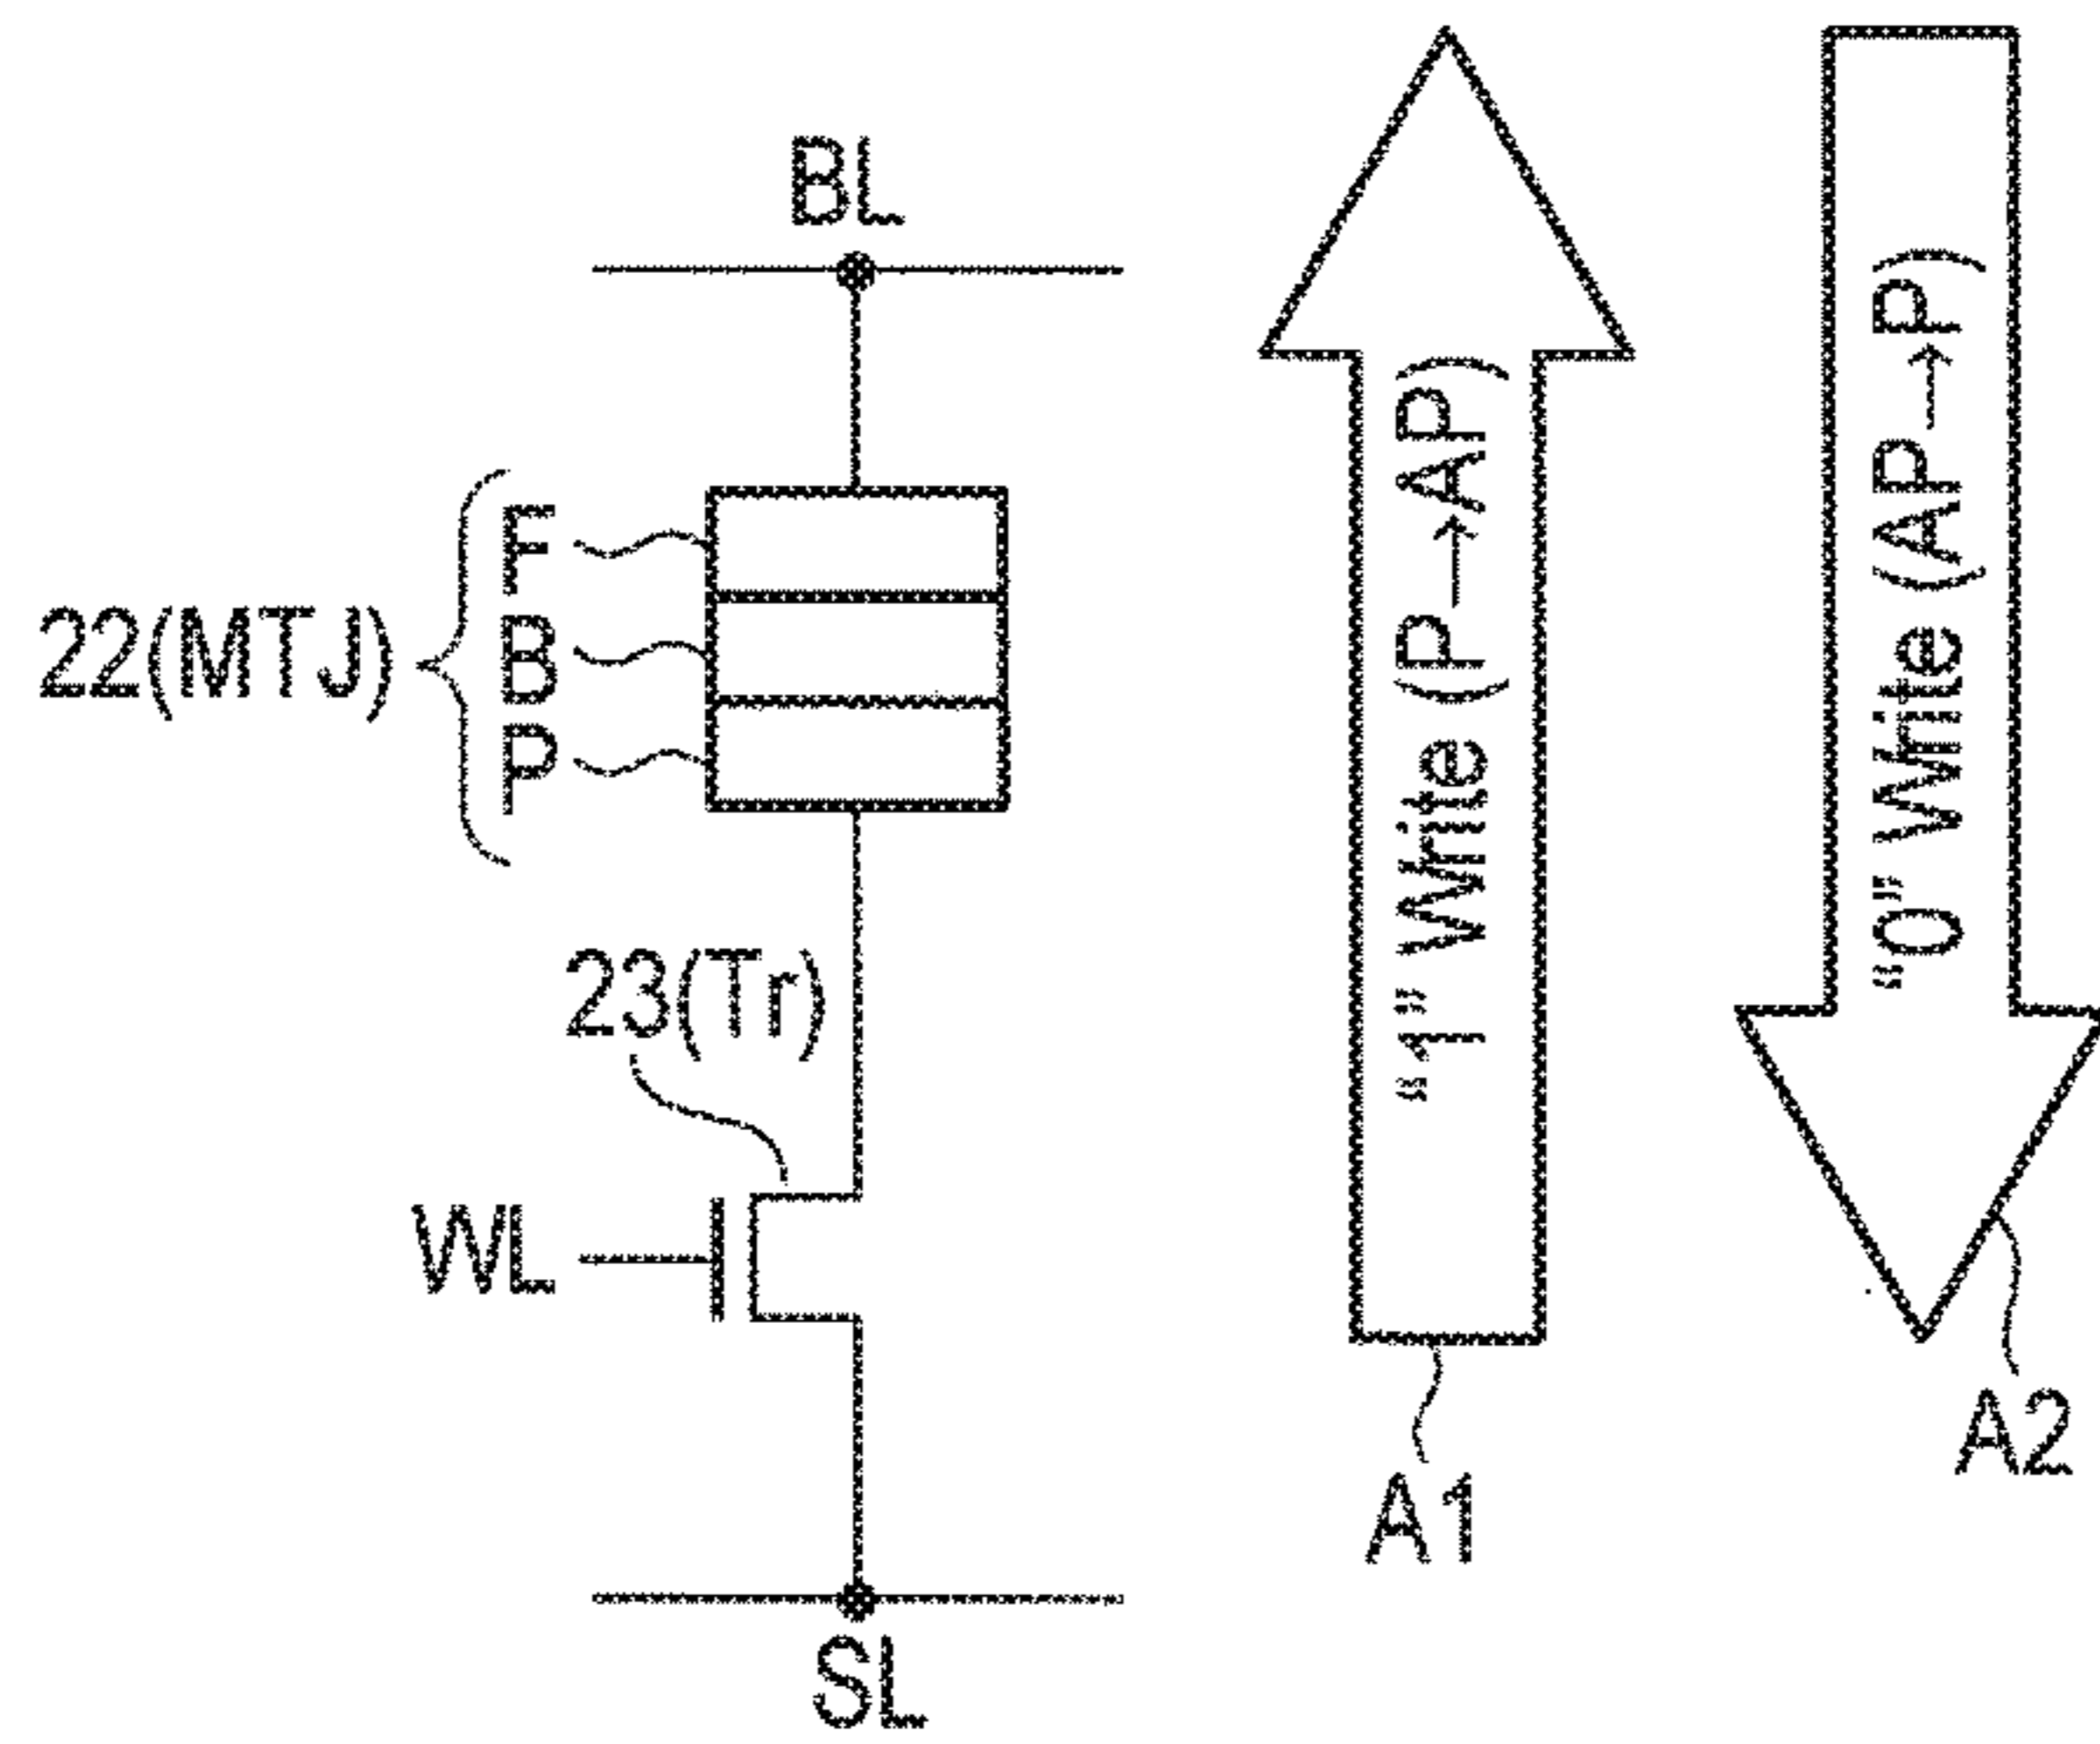 BL
F
22(MTJ)
B
P
23(Tr)
WL
SL
“1” Write (P→AP)
A1
“0” Write (AP→P)
A2